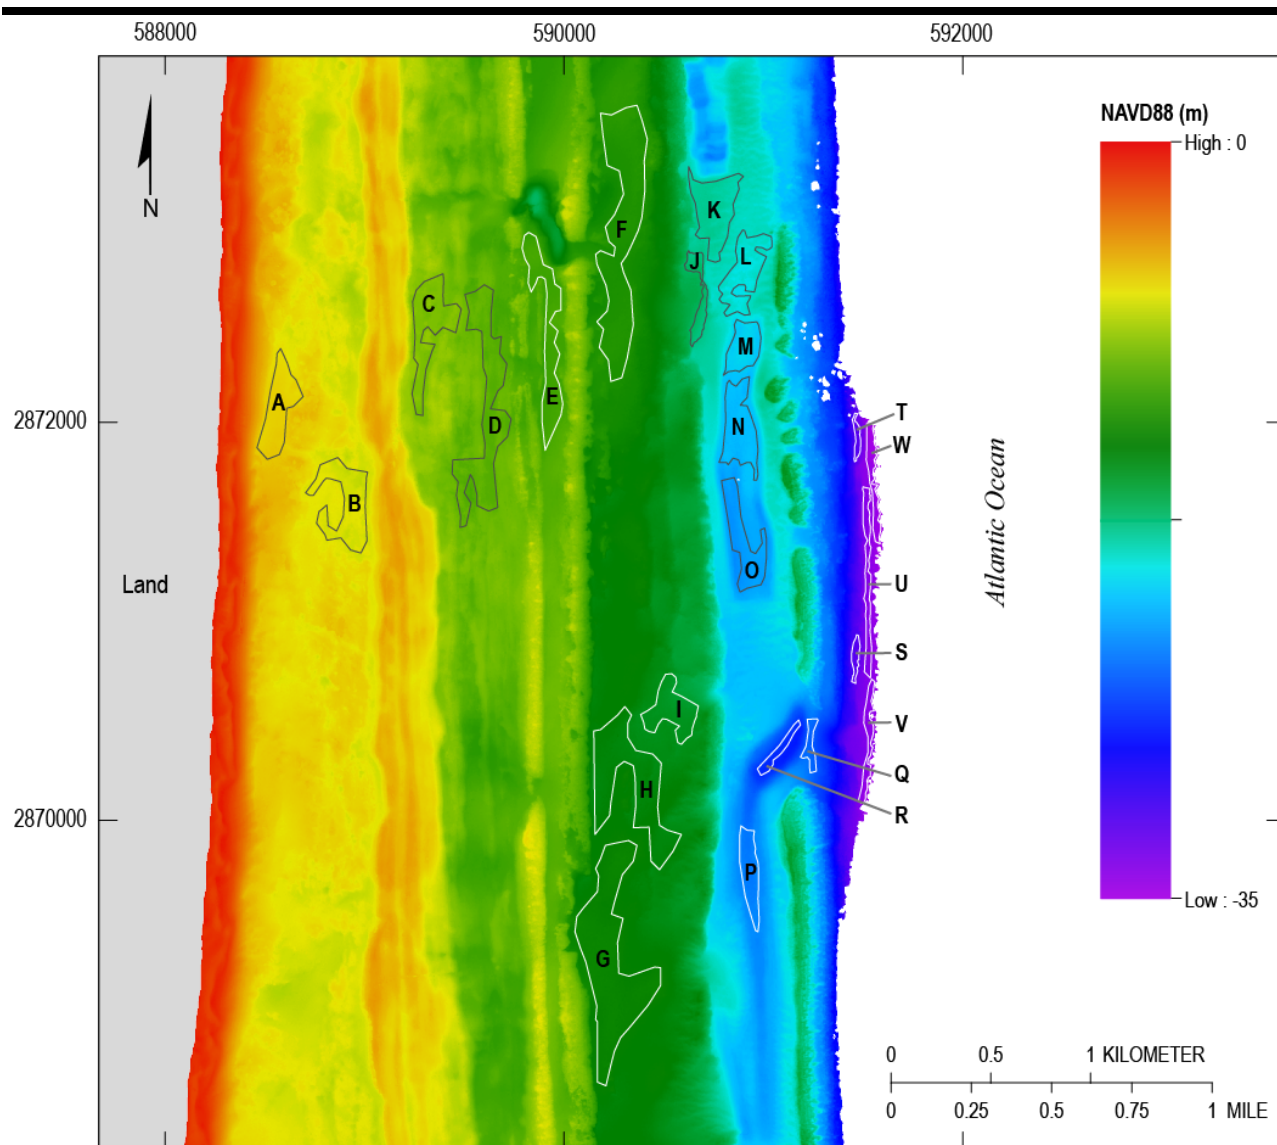 588000 590000 592000
NAVD88 (m)
High : 0
N
K
F
L
J
C
M
E
A
T
2872000
D
N
W
B
Atlantic Ocean
O
Land
U
S
I
V
Q
H
R
2870000
P
Low : -35
G
0 0.5 1 KILOMETER
0 0.25 0.5 0.75 1 MILE